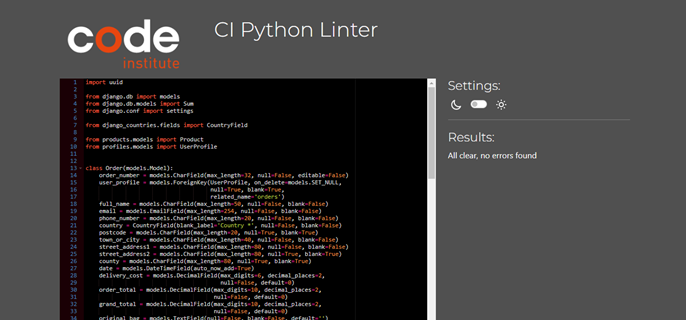 code
institute
CI Python Linter
1 import uuid
2
3 from django.db import models
4 from django.db.models import Sum
5 from django.conf import settings
6
7 from django_countries.fields import CountryField
8
9 from products.models import Product
10 from profiles.models import UserProfile
11
12
13 class Order(models.Model):
14 order_number = models.CharField(max_length=32, null=False, editable=False)
15 user_profile = models.ForeignKey(UserProfile, on_delete=models.SET_NULL,
16 null=True, blank=True,
17 related_name='orders')
18 full_name = models.CharField(max_length=50, null=False, blank=False)
19 email = models.EmailField(max_length=254, null=False, blank=False)
20 phone_number = models.CharField(max_length=20, null=False, blank=False)
21 country = CountryField(blank_label='Country *', null=False, blank=False)
22 postcode = models.CharField(max_length=20, null=True, blank=True)
23 town_or_city = models.CharField(max_length=40, null=False, blank=False)
24 street_address1 = models.CharField(max_length=80, null=False, blank=False)
25 street_address2 = models.CharField(max_length=80, null=False, blank=True)
26 county = models.CharField(max_length=80, null=True, blank=True)
27 date = models.DateTimeField(auto_now_add=True)
28 delivery_cost = models.DecimalField(max_digits=6, decimal_places=2,
29 null=False, default=0)
30 order_total = models.DecimalField(max_digits=10, decimal_places=2,
31 null=False, default=0)
32 grand_total = models.DecimalField(max_digits=10, decimal_places=2,
33 null=False, default=0)
34 original_bag = models.TextField(null=False, blank=False, default='')
Settings:
Results:
All clear, no errors found